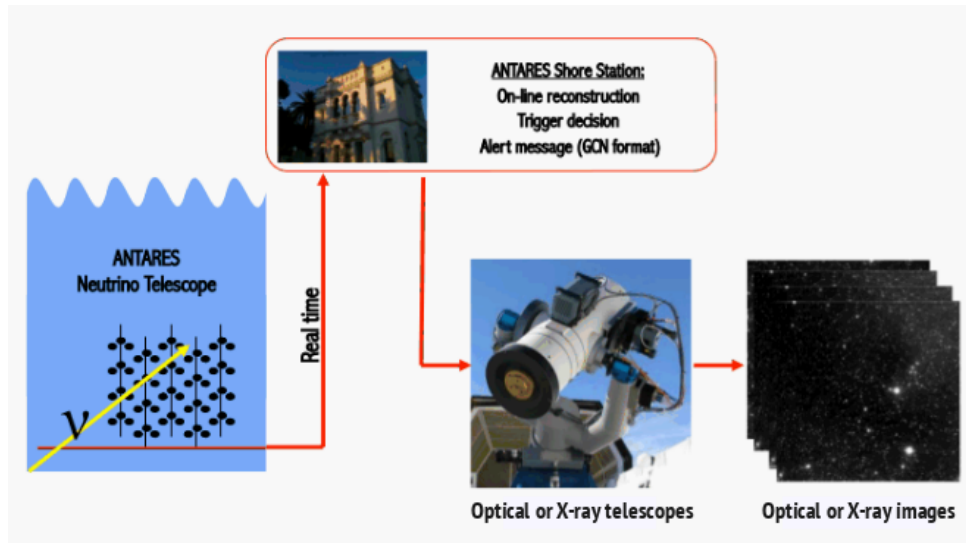 ANTARES Shore Station:
On-line reconstruction
Trigger decision
Alert message (GCN format)
ANTARES
Neutrino Telescope
Real time
ν
Optical or X-ray telescopes
Optical or X-ray images